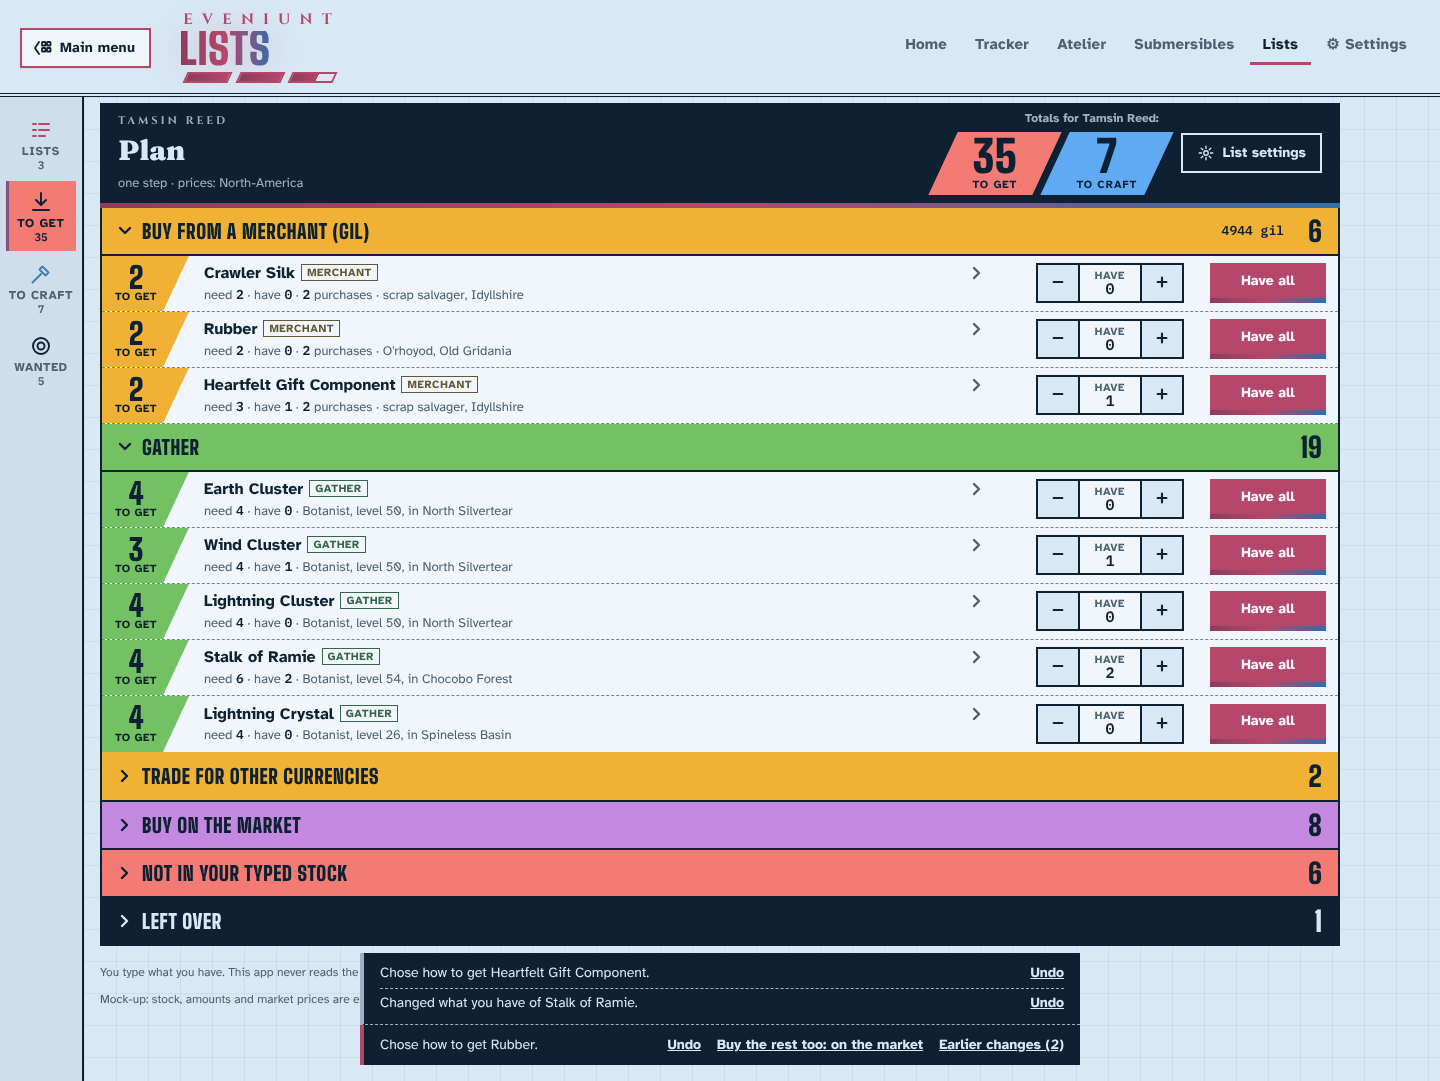 Main menu
EVENIUNT
LISTS
Home
Tracker
Atelier
Submersibles
Lists
Settings
LISTS
3
TO GET
35
TO CRAFT
7
WANTED
5
TAMSIN REED
Plan
one step · prices: North-America
Totals for Tamsin Reed:
35
TO GET
7
TO CRAFT
List settings
BUY FROM A MERCHANT (GIL)
4944 gil
6
2
TO GET
Crawler Silk MERCHANT
need 2 · have 0 · 2 purchases · scrap salvager, Idyllshire
− HAVE 0 +
Have all
2
TO GET
Rubber MERCHANT
need 2 · have 0 · 2 purchases · O'rhoyod, Old Gridania
− HAVE 0 +
Have all
2
TO GET
Heartfelt Gift Component MERCHANT
need 3 · have 1 · 2 purchases · scrap salvager, Idyllshire
− HAVE 1 +
Have all
GATHER
19
4
TO GET
Earth Cluster GATHER
need 4 · have 0 · Botanist, level 50, in North Silvertear
− HAVE 0 +
Have all
3
TO GET
Wind Cluster GATHER
need 4 · have 1 · Botanist, level 50, in North Silvertear
− HAVE 1 +
Have all
4
TO GET
Lightning Cluster GATHER
need 4 · have 0 · Botanist, level 50, in North Silvertear
− HAVE 0 +
Have all
4
TO GET
Stalk of Ramie GATHER
need 6 · have 2 · Botanist, level 54, in Chocobo Forest
− HAVE 2 +
Have all
4
TO GET
Lightning Crystal GATHER
need 4 · have 0 · Botanist, level 26, in Spineless Basin
− HAVE 0 +
Have all
TRADE FOR OTHER CURRENCIES
2
BUY ON THE MARKET
8
NOT IN YOUR TYPED STOCK
6
LEFT OVER
1
You type what you have. This app never reads the
Mock-up: stock, amounts and market prices are
Chose how to get Heartfelt Gift Component.
Undo
Changed what you have of Stalk of Ramie.
Undo
Chose how to get Rubber.
Undo
Buy the rest too: on the market
Earlier changes (2)